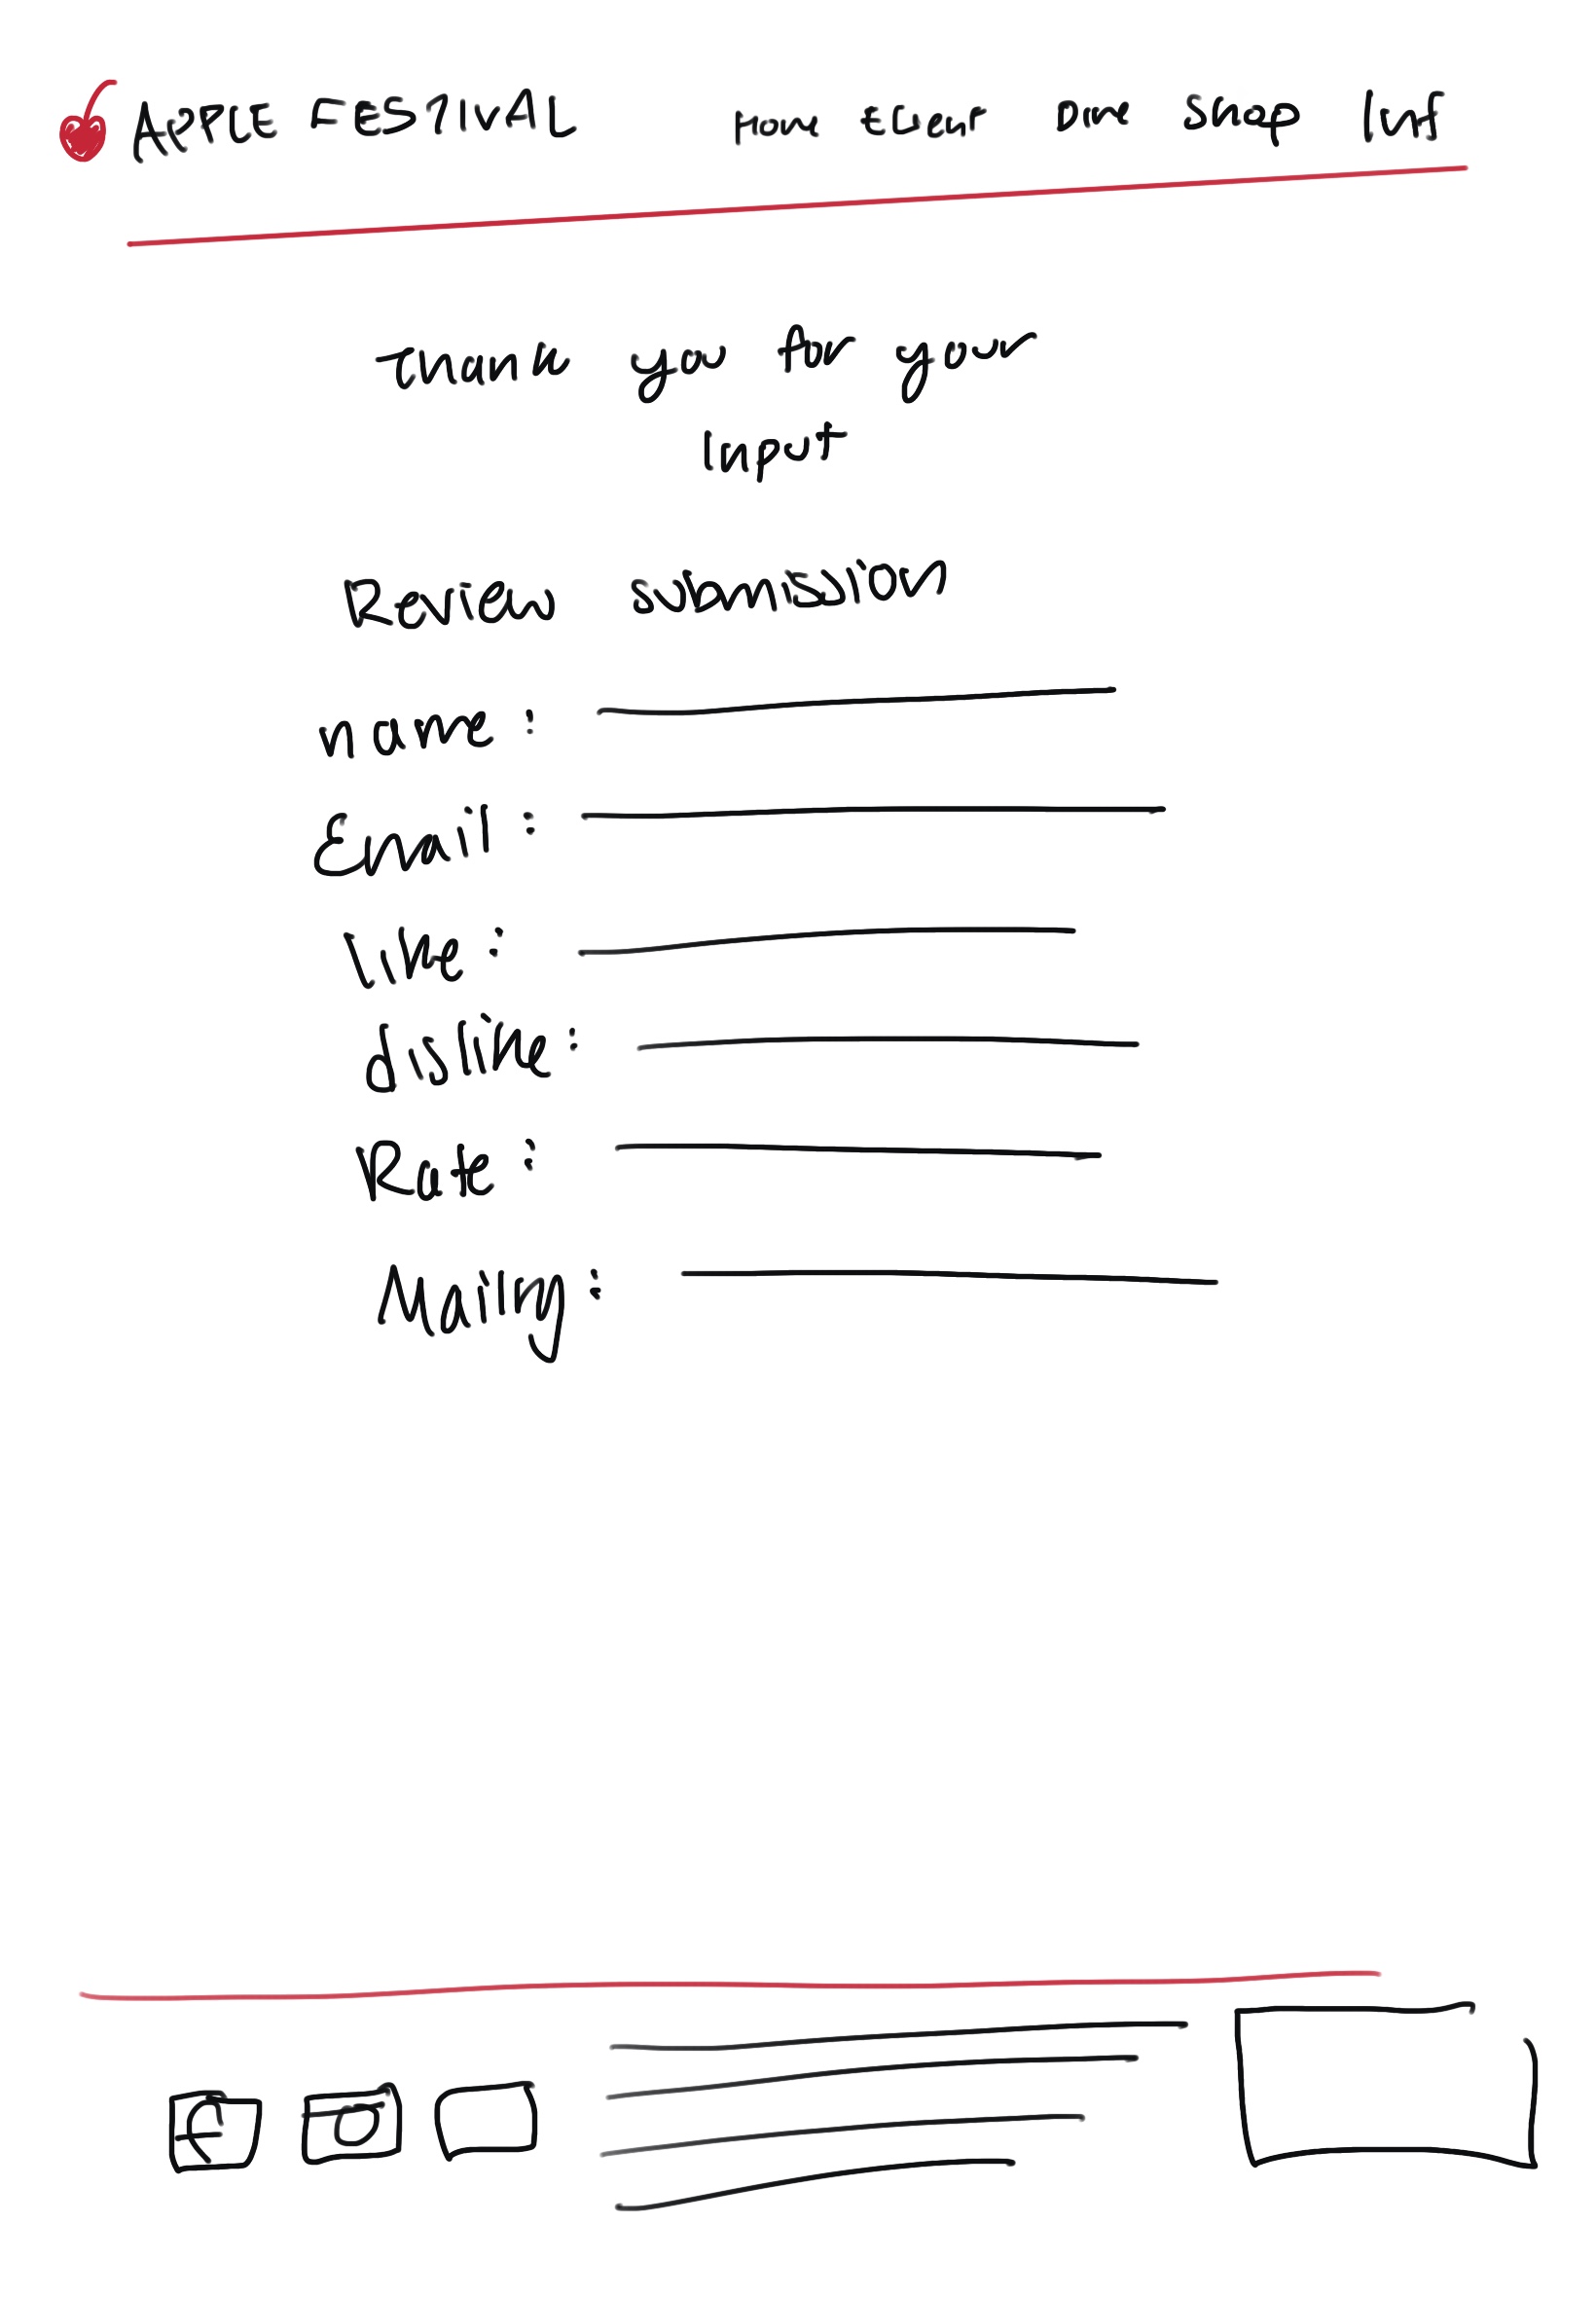 APPLE FESTIVAL Home Event Dine Shop Inf
Thank you for your
Input
Review submission
name:
Email:
like:
dislike:
Rate:
Mailing:
f